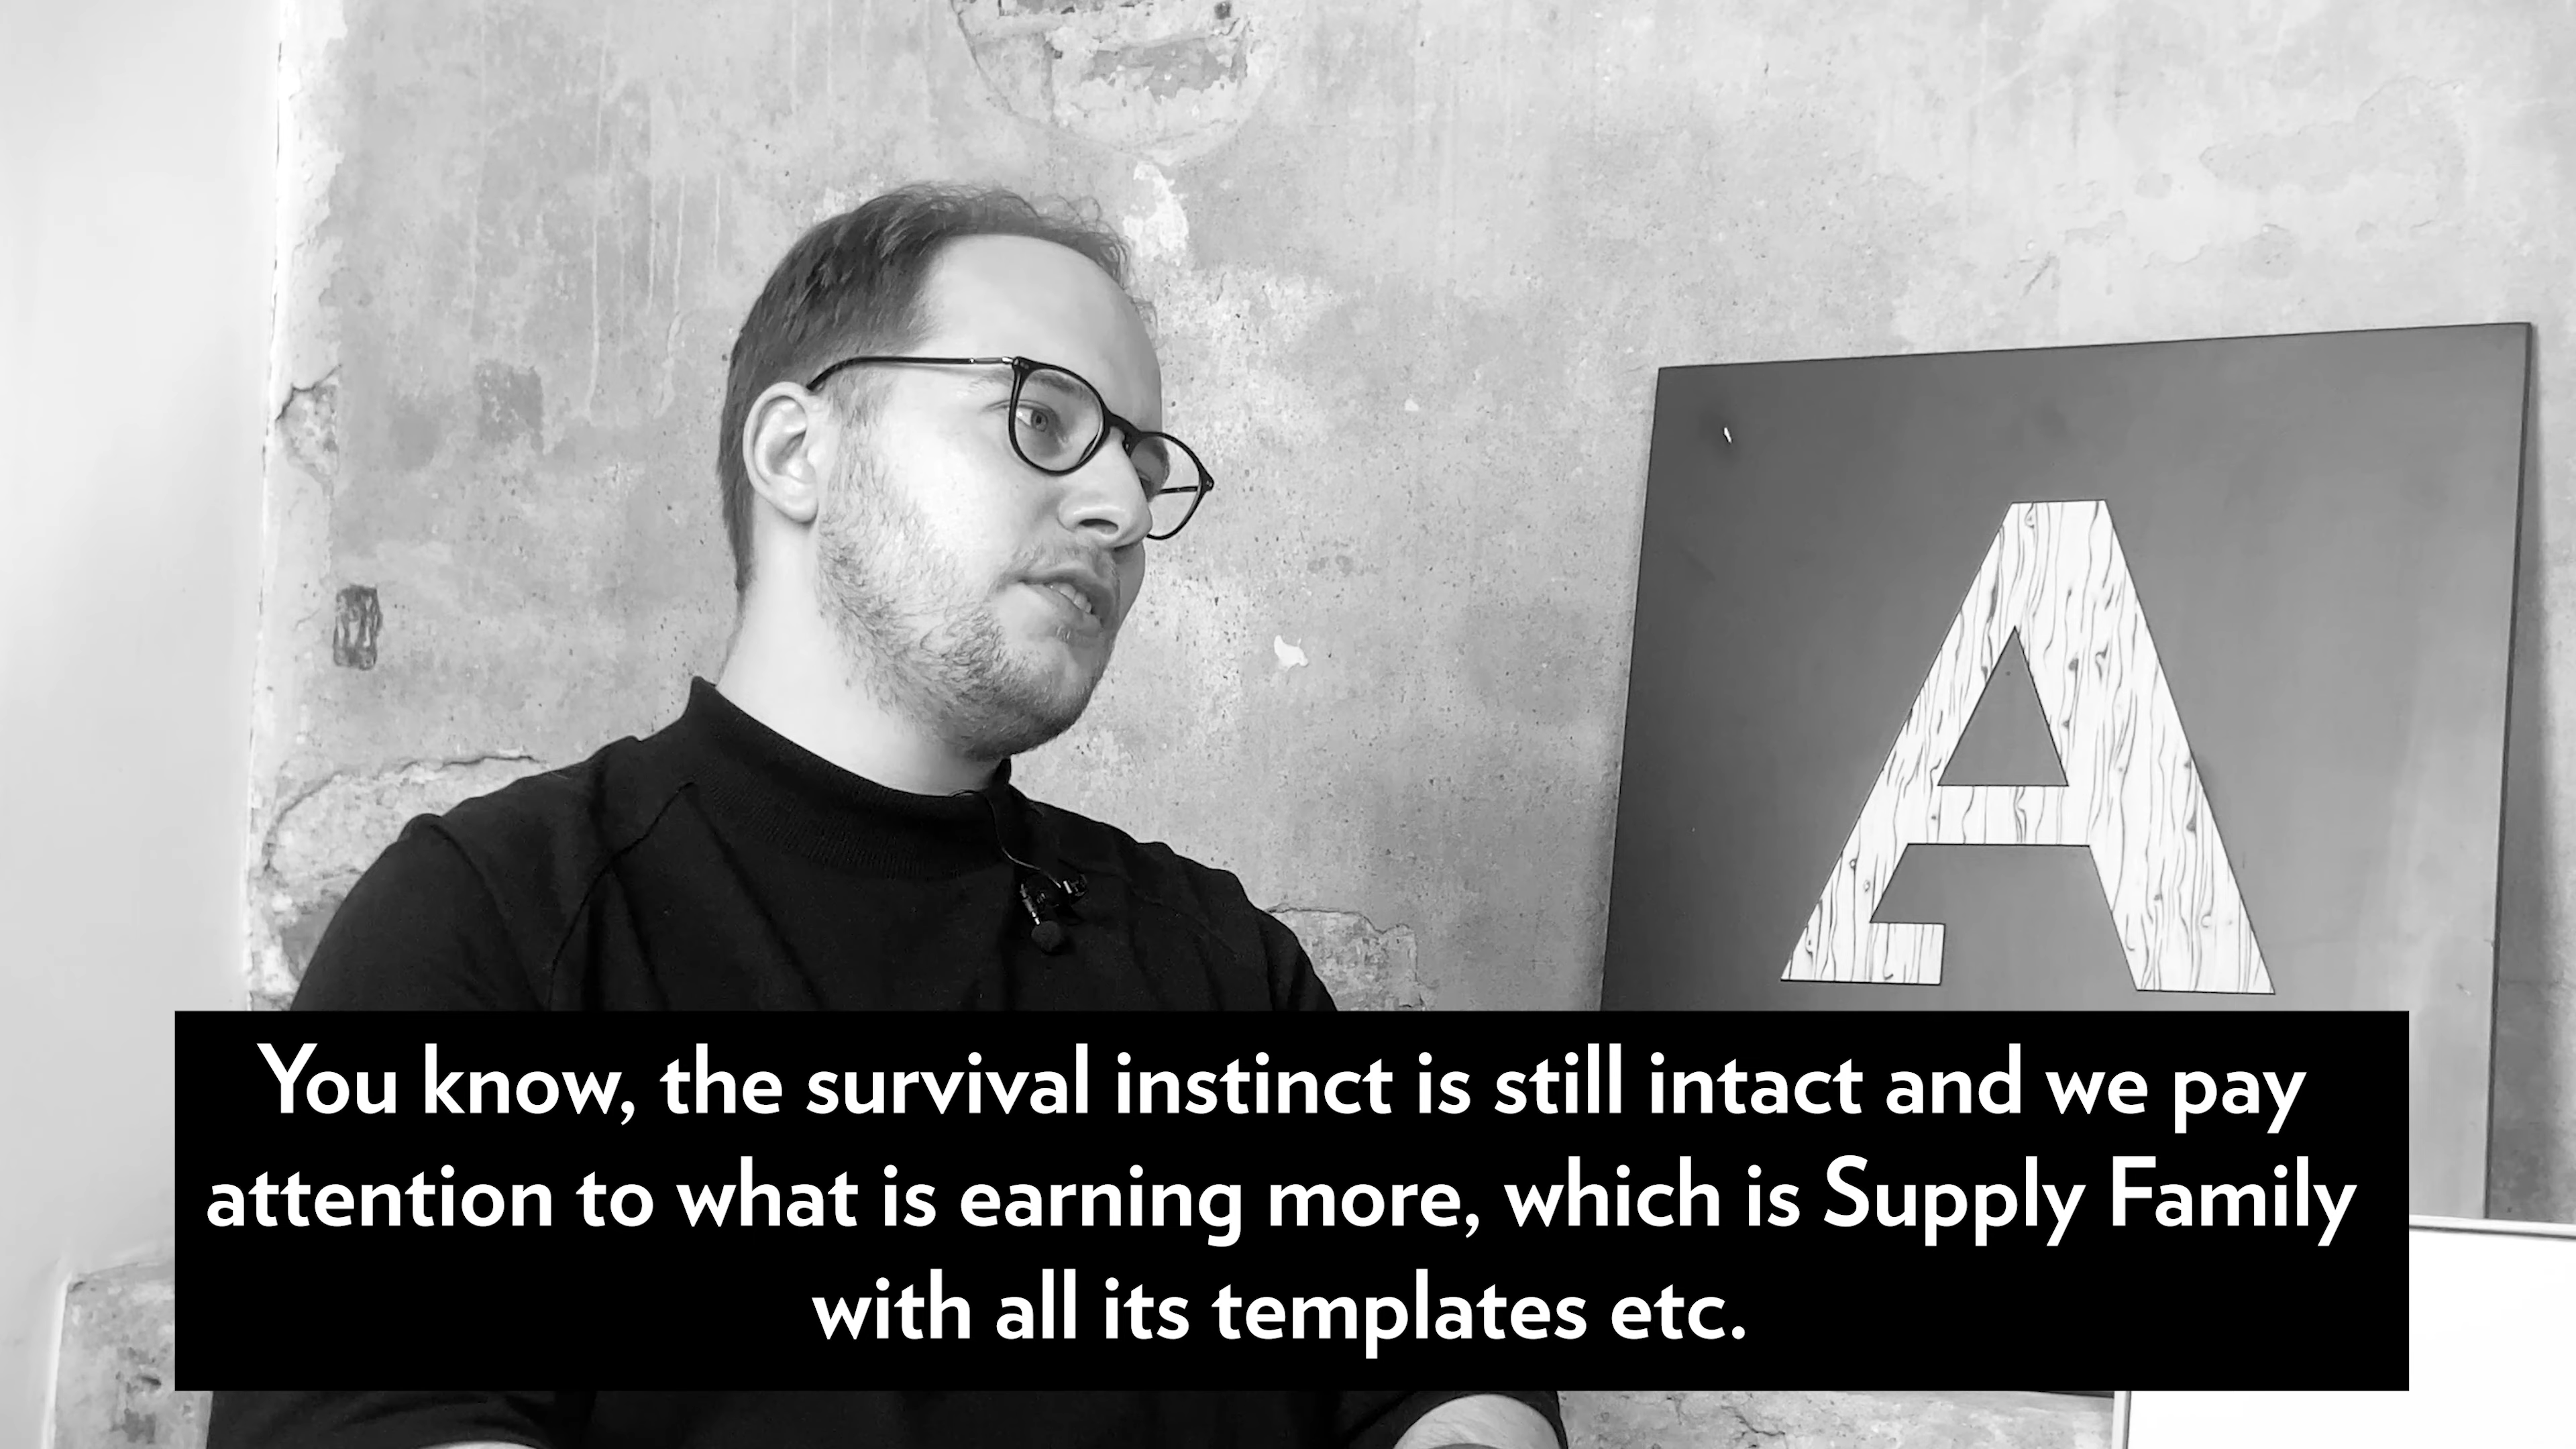 A
You know, the survival instinct is still intact and we pay
attention to what is earning more, which is Supply Family
with all its templates etc.